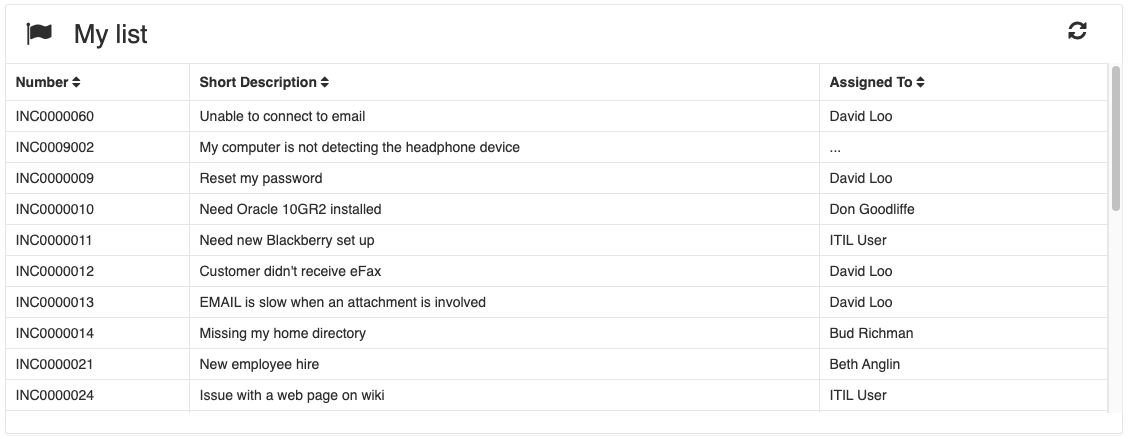 My list
Number Short Description Assigned To
INC0000060 Unable to connect to email David Loo
INC0009002 My computer is not detecting the headphone device ...
INC0000009 Reset my password David Loo
INC0000010 Need Oracle 10GR2 installed Don Goodliffe
INC0000011 Need new Blackberry set up ITIL User
INC0000012 Customer didn't receive eFax David Loo
INC0000013 EMAIL is slow when an attachment is involved David Loo
INC0000014 Missing my home directory Bud Richman
INC0000021 New employee hire Beth Anglin
INC0000024 Issue with a web page on wiki ITIL User